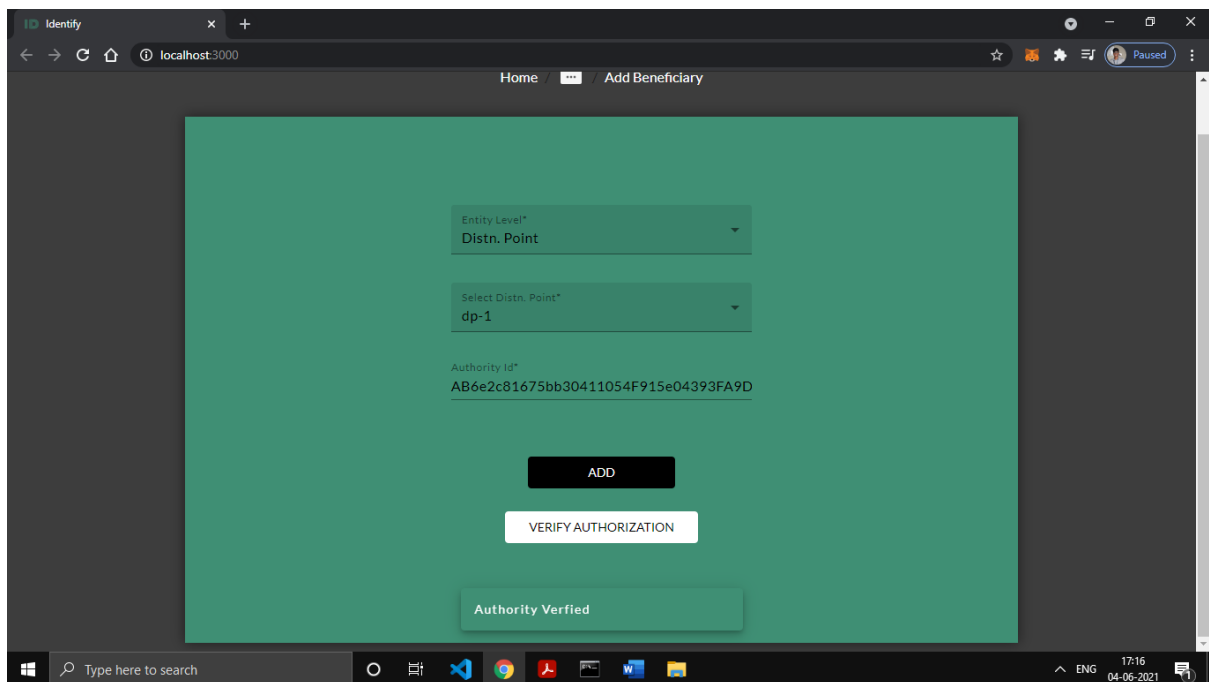 ID Identify
localhost:3000
Paused
Home / ... / Add Beneficiary
Entity Level*
Distn. Point
Select Distn. Point*
dp-1
Authority Id*
AB6e2c81675bb30411054F915e04393FA9D
ADD
VERIFY AUTHORIZATION
Authority Verfied
Type here to search
ENG
17:16
04-06-2021
1